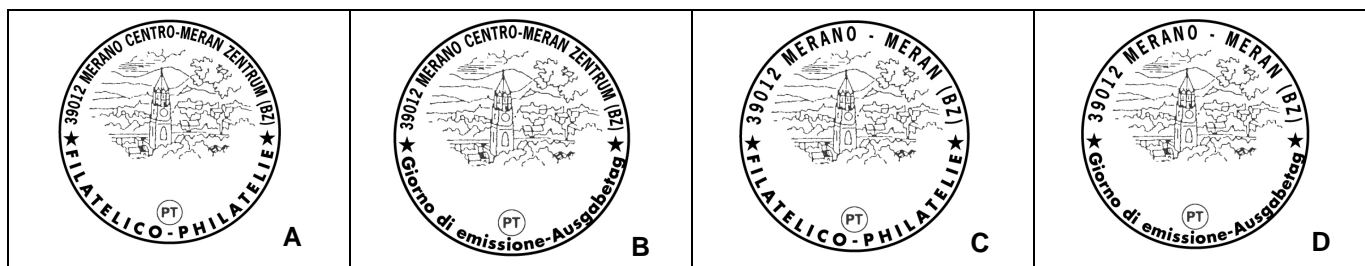 39012 MERANO CENTRO-MERAN ZENTRUM (BZ)
★ FILATELICO-PHILATELIE ★
PT
A
39012 MERANO CENTRO-MERAN ZENTRUM (BZ)
★ Giorno di emissione-Ausgabetag ★
PT
B
39012 MERANO - MERAN (BZ)
★ FILATELICO-PHILATELIE ★
PT
C
39012 MERANO - MERAN (BZ)
★ Giorno di emissione-Ausgabetag ★
PT
D